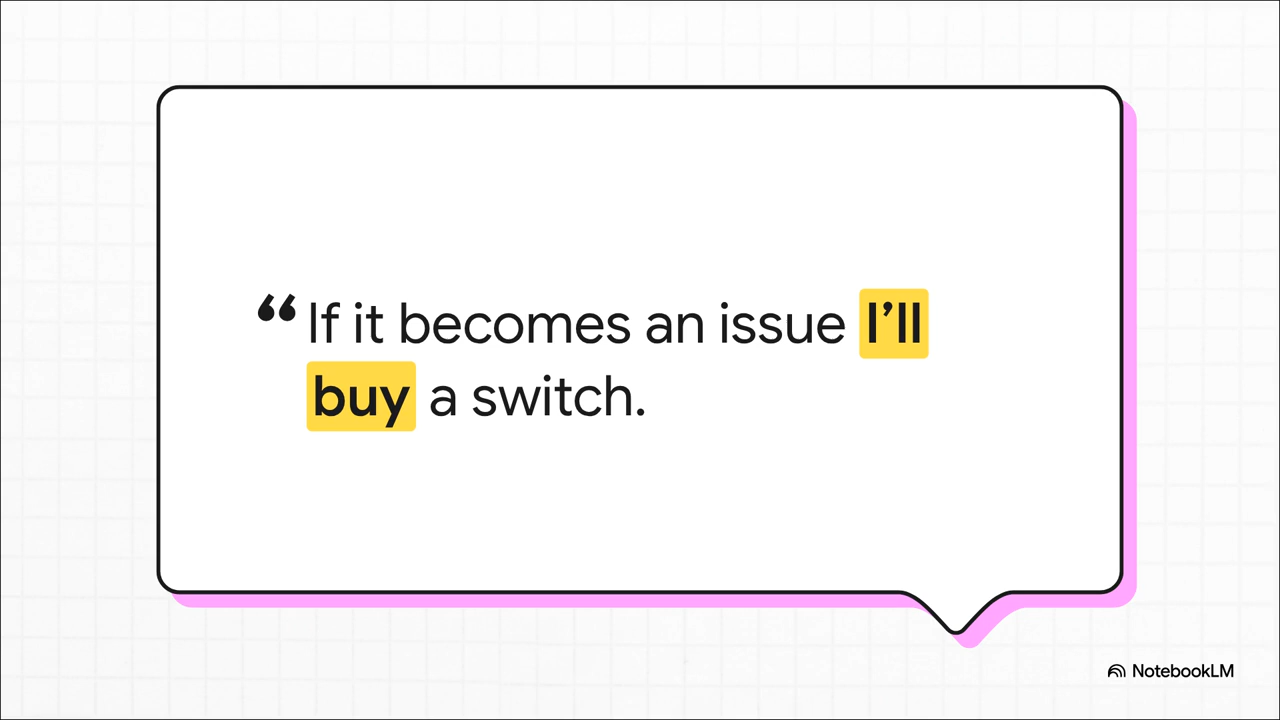 “If it becomes an issue I’ll
buy a switch.
NotebookLM